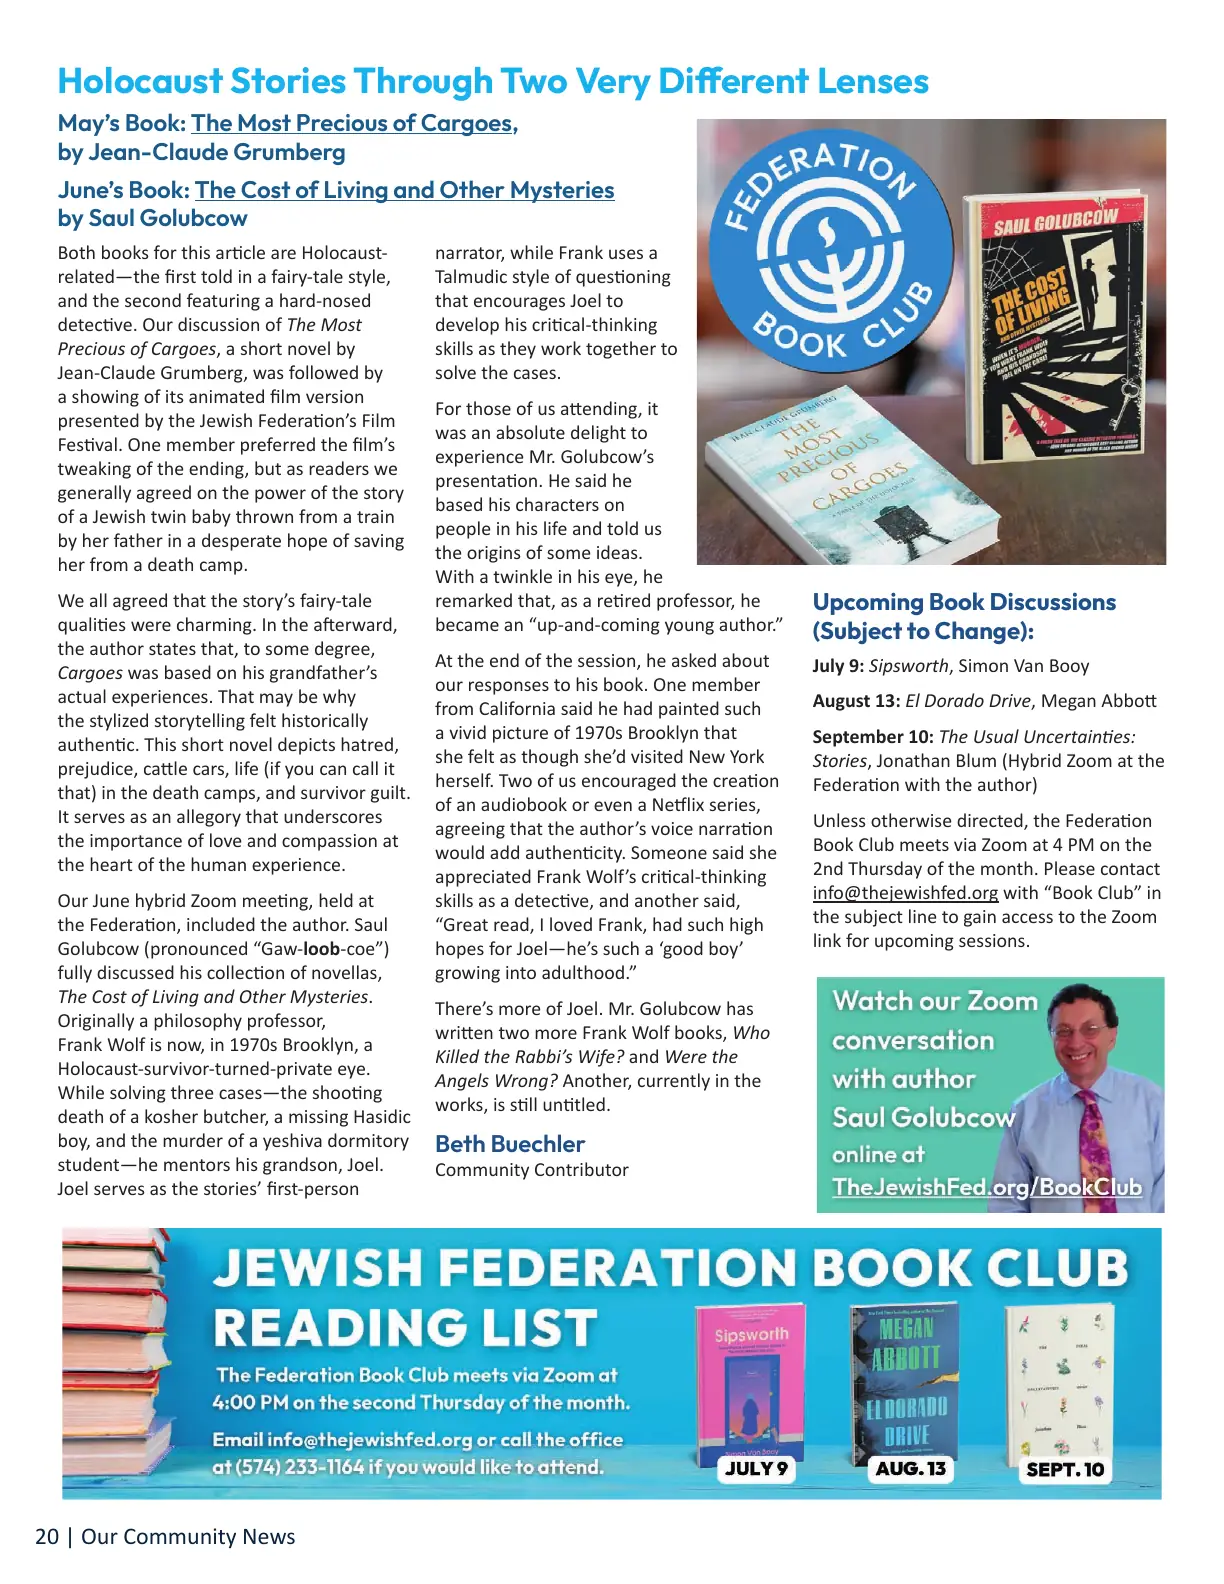 Holocaust Stories Through Two Very Different Lenses
May's Book: The Most Precious of Cargoes,
by Jean-Claude Grumberg
June's Book: The Cost of Living and Other Mysteries
by Saul Golubcow
Both books for this article are Holocaust-
related—the first told in a fairy-tale style,
and the second featuring a hard-nosed
detective. Our discussion of The Most
Precious of Cargoes, a short novel by
Jean-Claude Grumberg, was followed by
a showing of its animated film version
presented by the Jewish Federation's Film
Festival. One member preferred the film's
tweaking of the ending, but as readers we
generally agreed on the power of the story
of a Jewish twin baby thrown from a train
by her father in a desperate hope of saving
her from a death camp.
We all agreed that the story's fairy-tale
qualities were charming. In the afterward,
the author states that, to some degree,
Cargoes was based on his grandfather's
actual experiences. That may be why
the stylized storytelling felt historically
authentic. This short novel depicts hatred,
prejudice, cattle cars, life (if you can call it
that) in the death camps, and survivor guilt.
It serves as an allegory that underscores
the importance of love and compassion at
the heart of the human experience.
Our June hybrid Zoom meeting, held at
the Federation, included the author. Saul
Golubcow (pronounced "Gaw-loob-coe")
fully discussed his collection of novellas,
The Cost of Living and Other Mysteries.
Originally a philosophy professor,
Frank Wolf is now, in 1970s Brooklyn, a
Holocaust-survivor-turned-private eye.
While solving three cases—the shooting
death of a kosher butcher, a missing Hasidic
boy, and the murder of a yeshiva dormitory
student—he mentors his grandson, Joel.
Joel serves as the stories' first-person
narrator, while Frank uses a
Talmudic style of questioning
that encourages Joel to
develop his critical-thinking
skills as they work together to
solve the cases.
For those of us attending, it
was an absolute delight to
experience Mr. Golubcow's
presentation. He said he
based his characters on
people in his life and told us
the origins of some ideas.
With a twinkle in his eye, he
remarked that, as a retired professor, he
became an "up-and-coming young author."
At the end of the session, he asked about
our responses to his book. One member
from California said he had painted such
a vivid picture of 1970s Brooklyn that
she felt as though she'd visited New York
herself. Two of us encouraged the creation
of an audiobook or even a Netflix series,
agreeing that the author's voice narration
would add authenticity. Someone said she
appreciated Frank Wolf's critical-thinking
skills as a detective, and another said,
"Great read, I loved Frank, had such high
hopes for Joel—he's such a 'good boy'
growing into adulthood."
There's more of Joel. Mr. Golubcow has
written two more Frank Wolf books, Who
Killed the Rabbi's Wife? and Were the
Angels Wrong? Another, currently in the
works, is still untitled.
Beth Buechler
Community Contributor
FEDERATION
BOOK CLUB
SAUL GOLUBCOW
THE COST
OF LIVING
AND OTHER MYSTERIES
WHEN IT'S MURDER,
YOU WANT FRANK WOLF
AND HIS GRANDSON
JOEL ON THE CASE!
JEAN-CLAUDE GRUMBERG
THE
MOST
PRECIOUS
OF
CARGOES
Upcoming Book Discussions
(Subject to Change):
July 9: Sipsworth, Simon Van Booy
August 13: El Dorado Drive, Megan Abbott
September 10: The Usual Uncertainties:
Stories, Jonathan Blum (Hybrid Zoom at the
Federation with the author)
Unless otherwise directed, the Federation
Book Club meets via Zoom at 4 PM on the
2nd Thursday of the month. Please contact
info@thejewishfed.org with "Book Club" in
the subject line to gain access to the Zoom
link for upcoming sessions.
Watch our Zoom
conversation
with author
Saul Golubcow
online at
TheJewishFed.org/BookClub
JEWISH FEDERATION BOOK CLUB
READING LIST
The Federation Book Club meets via Zoom at
4:00 PM on the second Thursday of the month.
Email info@thejewishfed.org or call the office
at (574) 233-1164 if you would like to attend.
Sipsworth
JULY 9
MEGAN
ABBOTT
EL DORADO
DRIVE
AUG. 13
SEPT. 10
20 | Our Community News